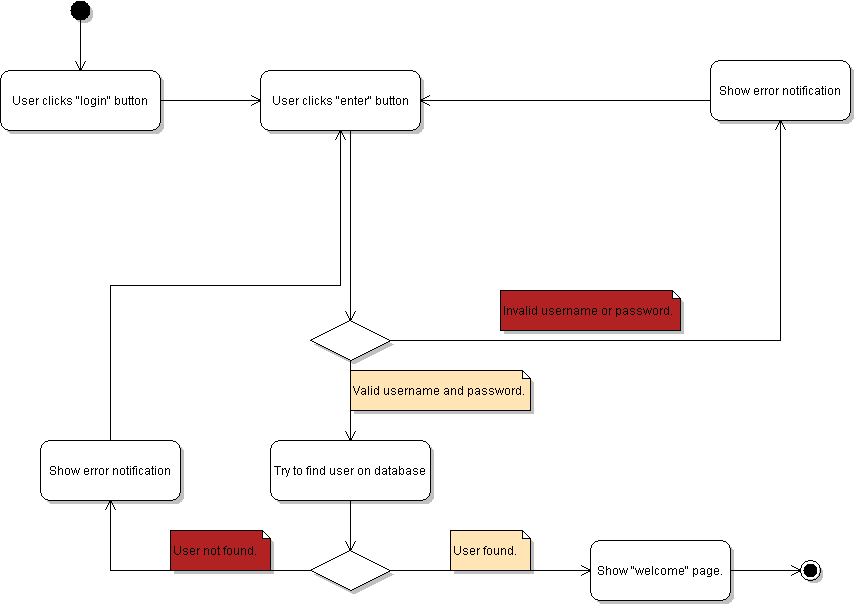 User clicks "login" button
User clicks "enter" button
Show error notification
Invalid username or password.
Valid username and password.
Show error notification
Try to find user on database
User not found.
User found.
Show "welcome" page.